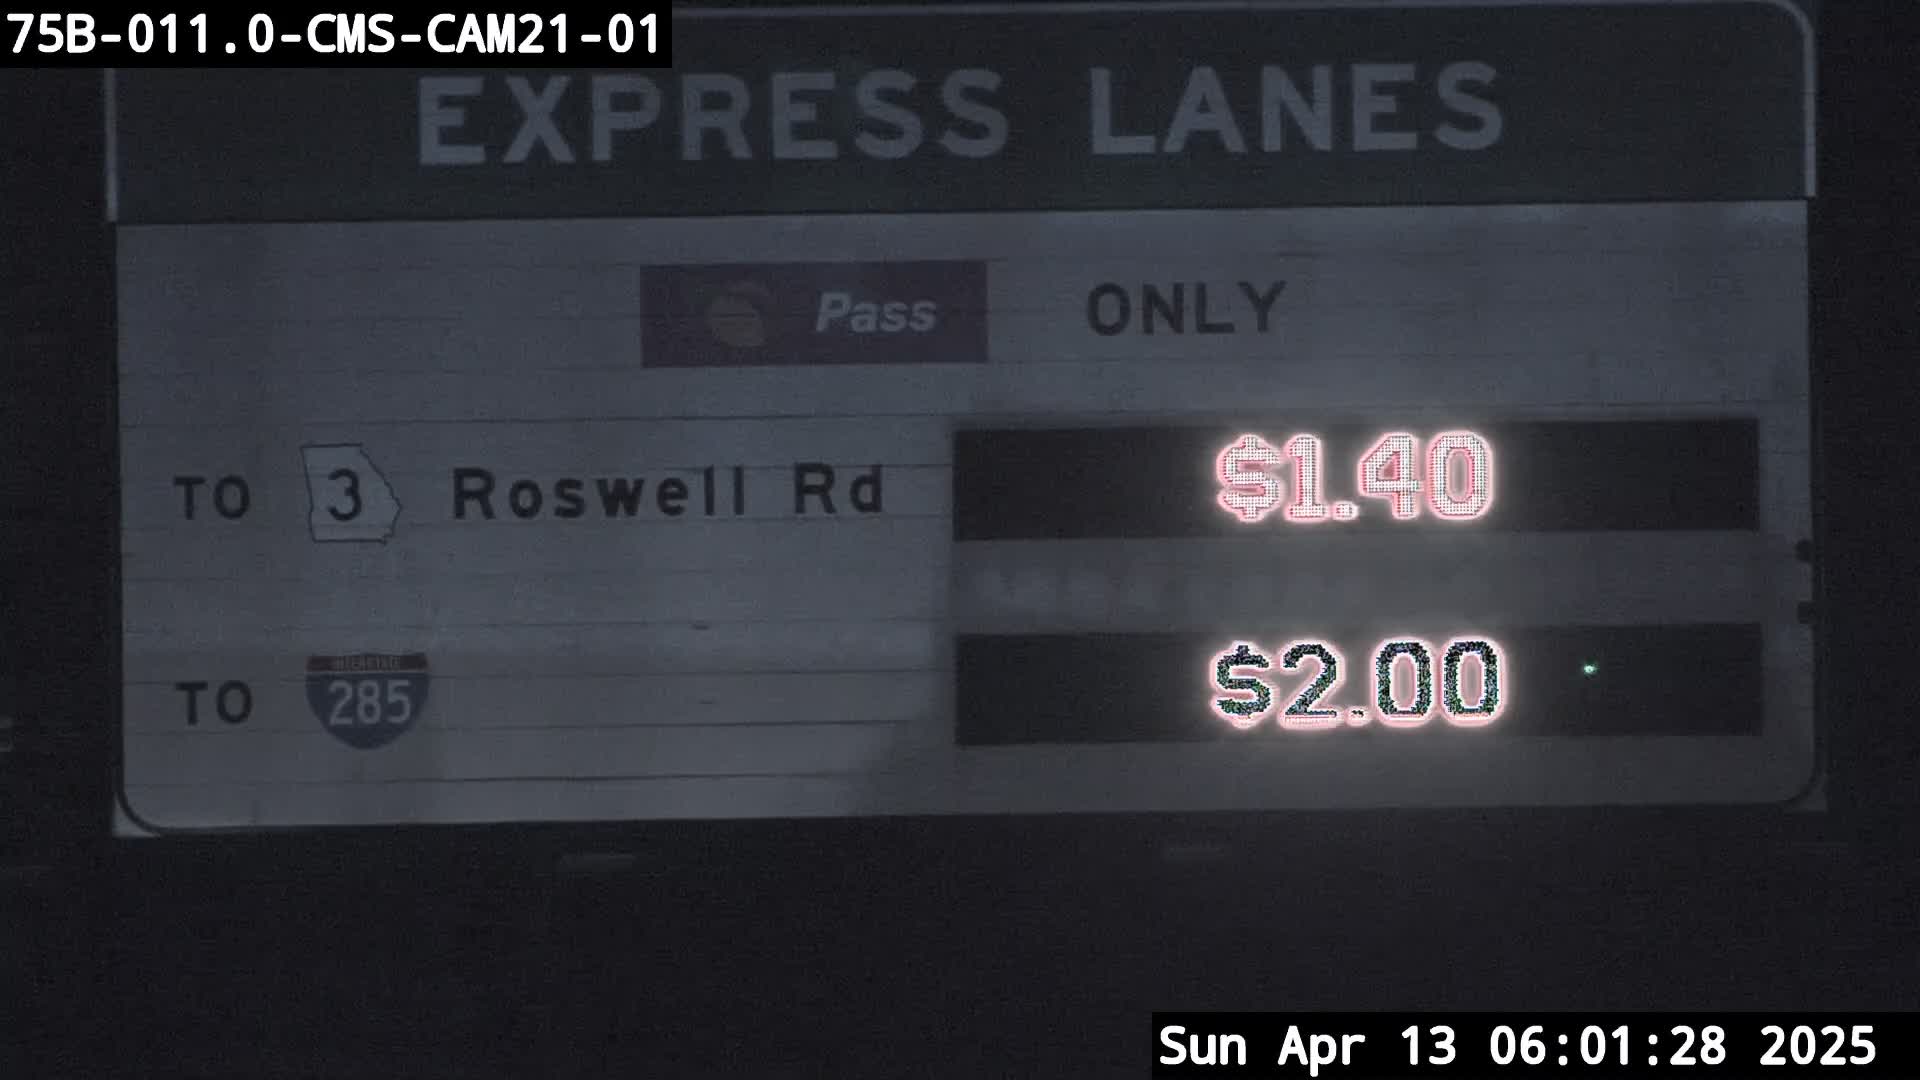 75B-011.0-CMS-CAM21-01
EXPRESS LANES
Pass ONLY
TO 3 Roswell Rd $1.40
INTERSTATE
TO 285 $2.00
Sun Apr 13 06:01:28 2025